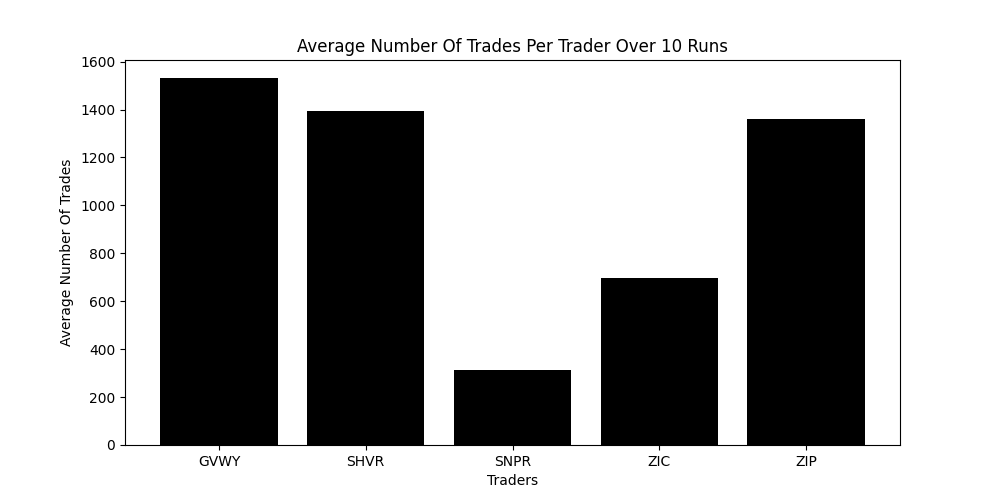 Average Number Of Trades Per Trader Over 10 Runs
1600
1400
1200
1000
800
600
400
200
0
Average Number Of Trades
GVWY SHVR SNPR ZIC ZIP
Traders